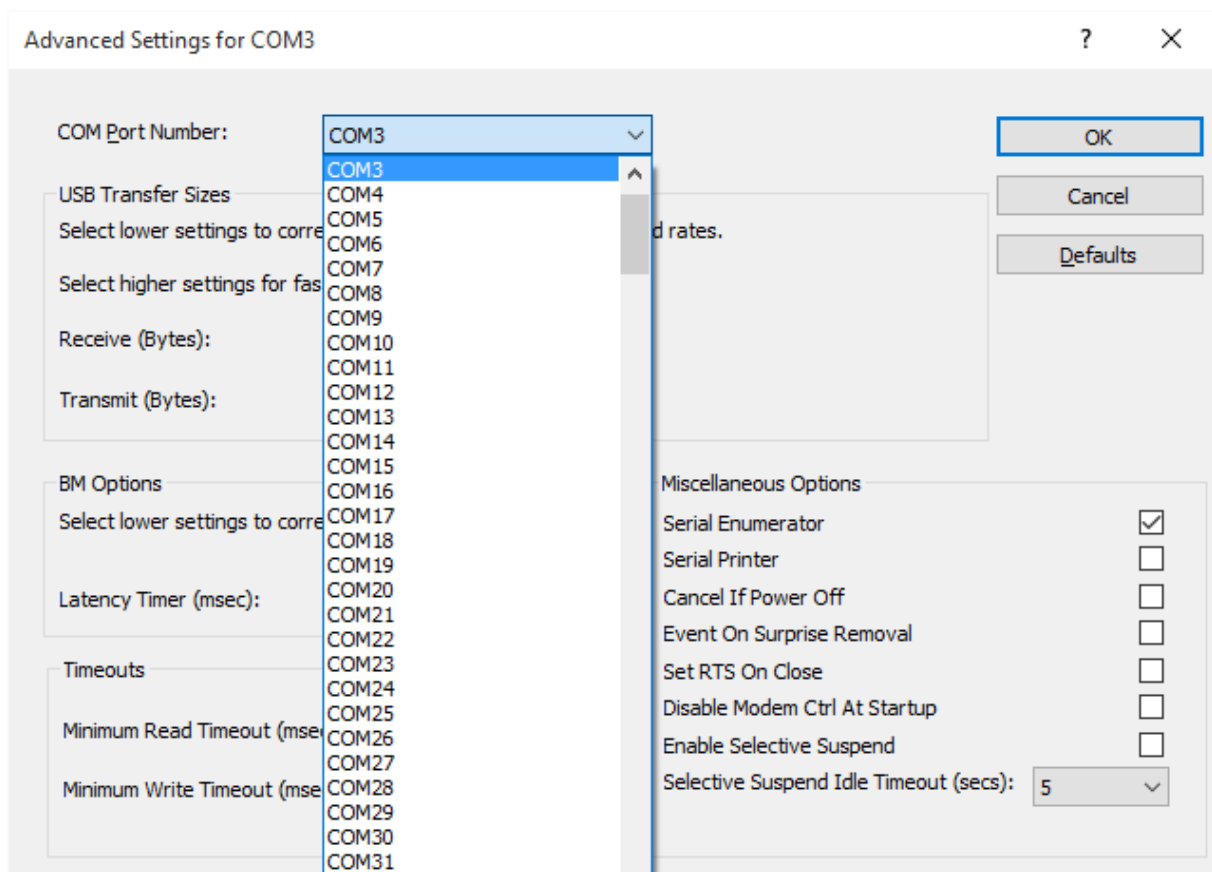 Advanced Settings for COM3
?
COM Port Number:
COM3
OK
Cancel
Defaults
COM3
COM4
COM5
COM6
COM7
COM8
COM9
COM10
COM11
COM12
COM13
COM14
COM15
COM16
COM17
COM18
COM19
COM20
COM21
COM22
COM23
COM24
COM25
COM26
COM27
COM28
COM29
COM30
COM31
USB Transfer Sizes
Select lower settings to corre d rates.
Select higher settings for fas
Receive (Bytes):
Transmit (Bytes):
BM Options
Select lower settings to corre
Latency Timer (msec):
Timeouts
Minimum Read Timeout (msec
Minimum Write Timeout (mse
Miscellaneous Options
Serial Enumerator
Serial Printer
Cancel If Power Off
Event On Surprise Removal
Set RTS On Close
Disable Modem Ctrl At Startup
Enable Selective Suspend
Selective Suspend Idle Timeout (secs): 5